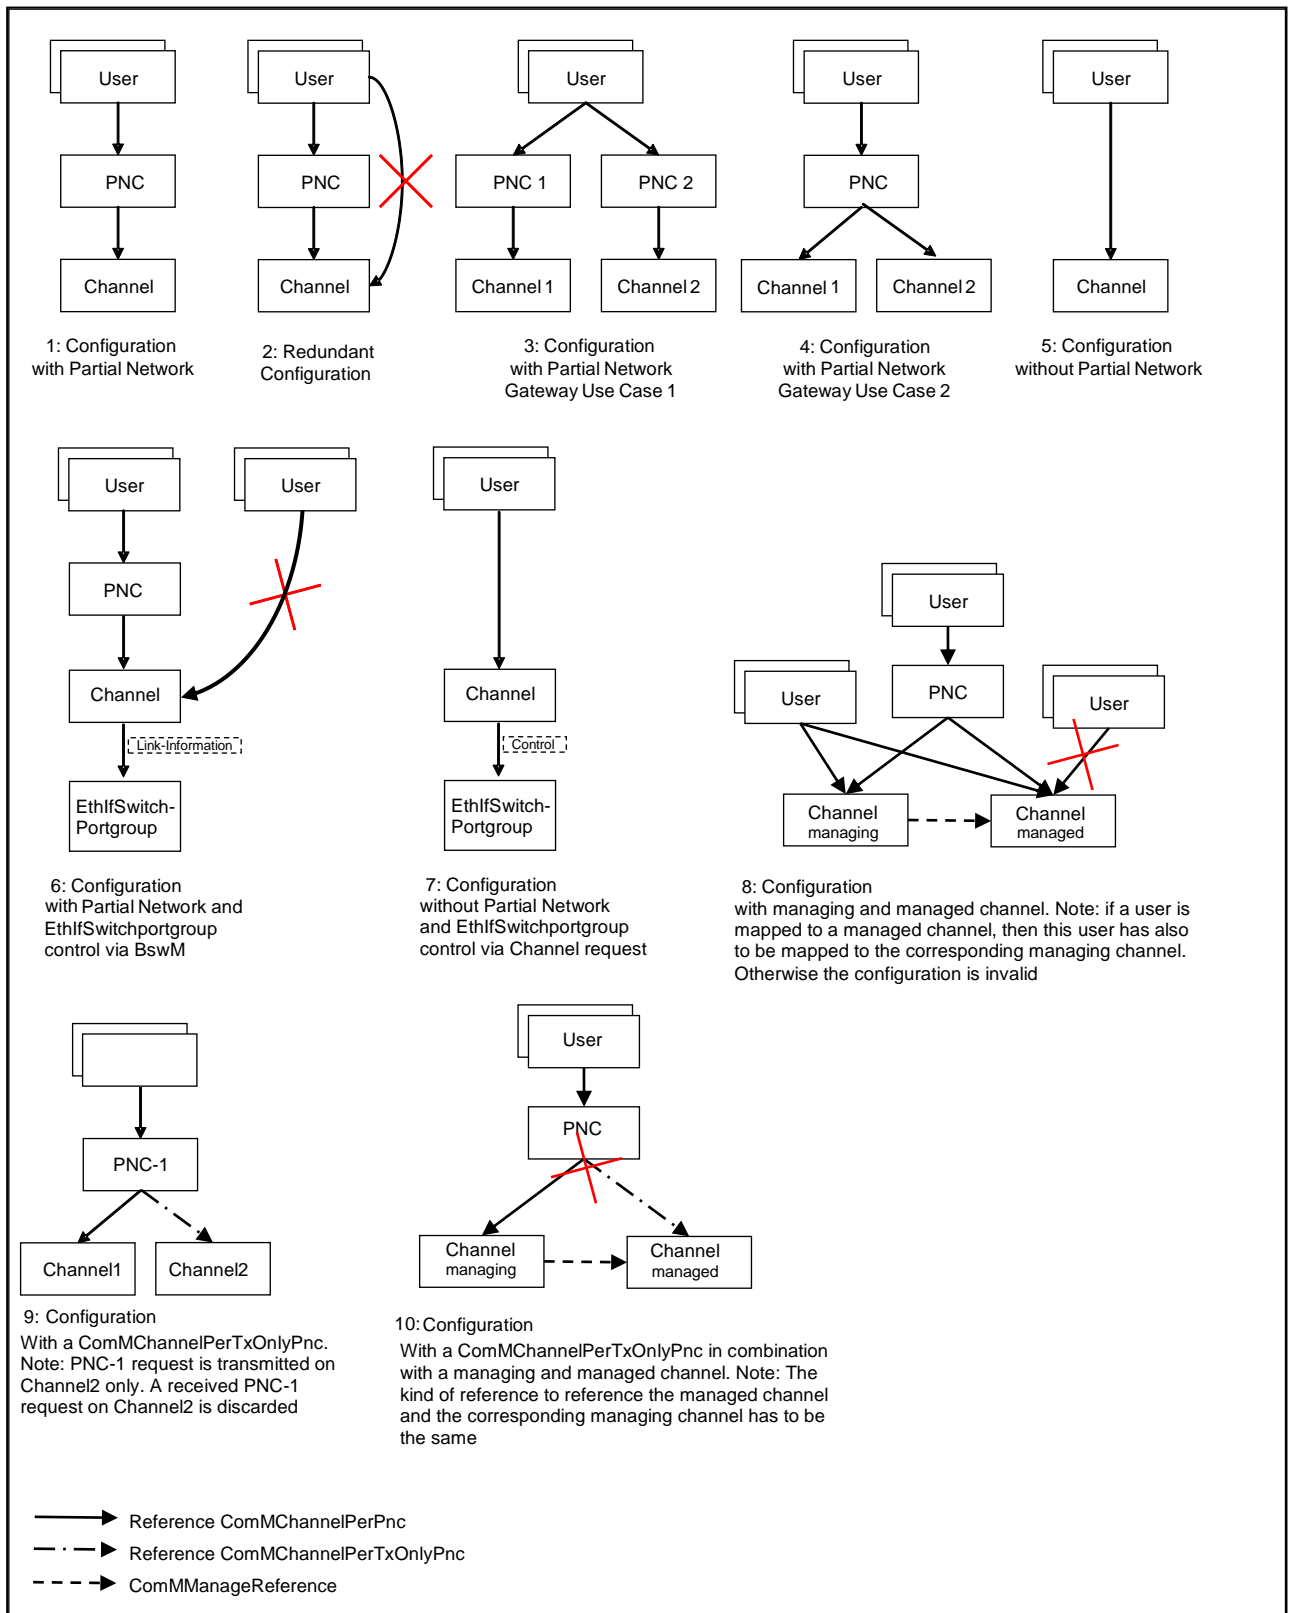 User
PNC
Channel
1: Configuration
with Partial Network
User
PNC
Channel
2: Redundant
Configuration
User
PNC 1
PNC 2
Channel 1
Channel 2
3: Configuration
with Partial Network
Gateway Use Case 1
User
PNC
Channel 1
Channel 2
4: Configuration
with Partial Network
Gateway Use Case 2
User
Channel
5: Configuration
without Partial Network
User
User
PNC
Channel
Link-Information
EthIfSwitch-
Portgroup
6: Configuration
with Partial Network and
EthIfSwitchportgroup
control via BswM
User
Channel
Control
EthIfSwitch-
Portgroup
7: Configuration
without Partial Network
and EthIfSwitchportgroup
control via Channel request
User
User
PNC
User
Channel
managing
Channel
managed
8: Configuration
with managing and managed channel. Note: if a user is
mapped to a managed channel, then this user has also
to be mapped to the corresponding managing channel.
Otherwise the configuration is invalid
PNC-1
Channel1
Channel2
9: Configuration
With a ComMChannelPerTxOnlyPnc.
Note: PNC-1 request is transmitted on
Channel2 only. A received PNC-1
request on Channel2 is discarded
User
PNC
Channel
managing
Channel
managed
10: Configuration
With a ComMChannelPerTxOnlyPnc in combination
with a managing and managed channel. Note: The
kind of reference to reference the managed channel
and the corresponding managing channel has to be
the same
Reference ComMChannelPerPnc
Reference ComMChannelPerTxOnlyPnc
ComMManageReference